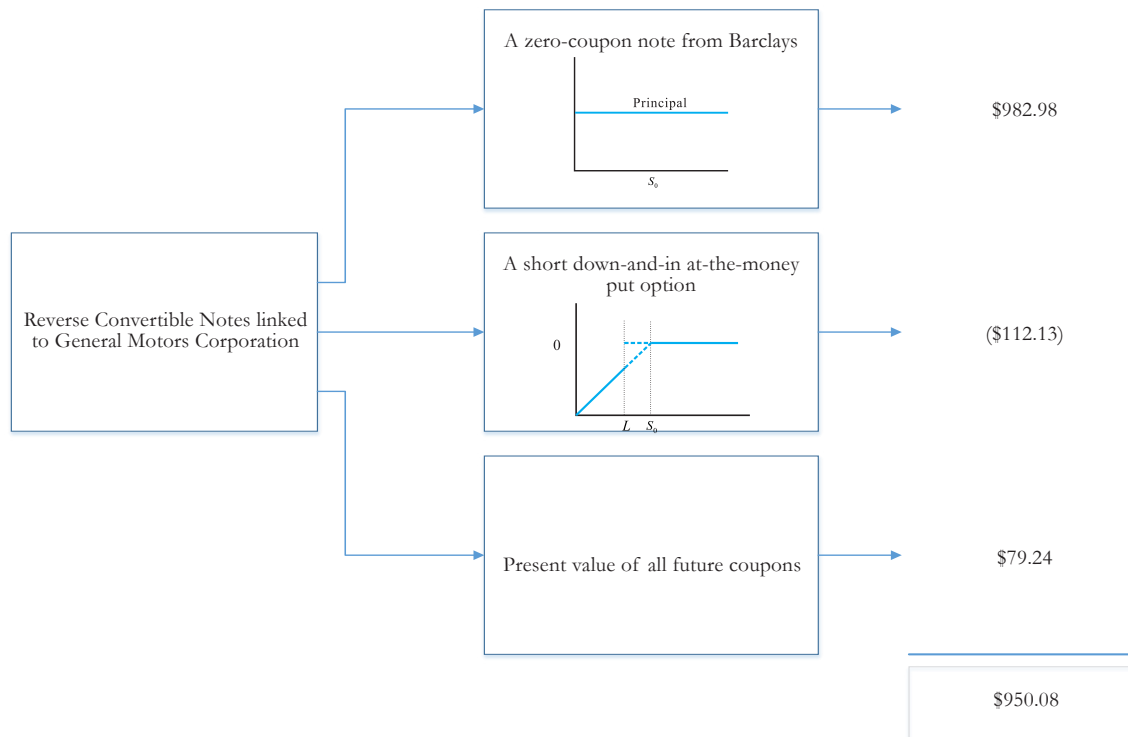 A zero-coupon note from Barclays
Principal
S₀
$982.98
Reverse Convertible Notes linked
to General Motors Corporation
A short down-and-in at-the-money
put option
0
L S₀
($112.13)
Present value of all future coupons
$79.24
$950.08